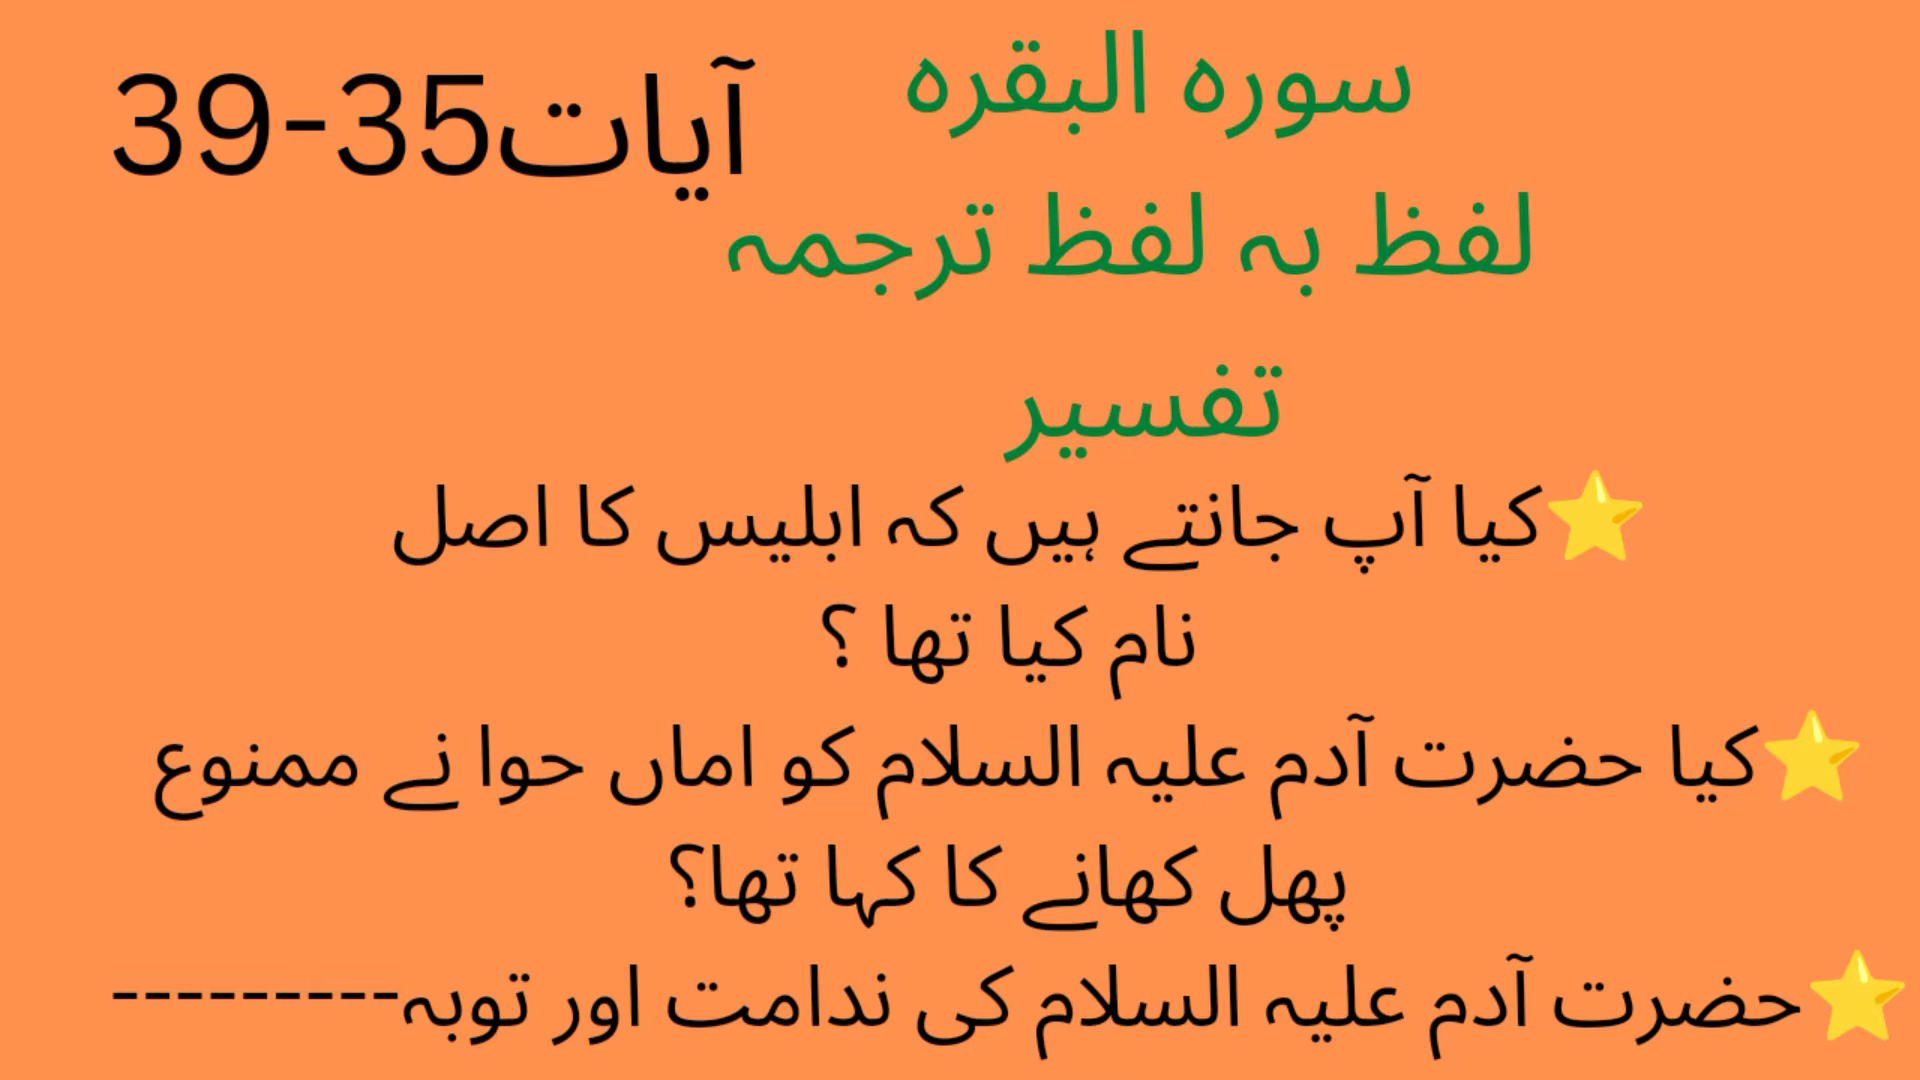 سورہ البقرہ
آیات35-39
لفظ بہ لفظ ترجمہ
تفسیر
⭐کیا آپ جانتے ہیں کہ ابلیس کا اصل
نام کیا تھا ؟
⭐کیا حضرت آدم علیہ السلام کو اماں حوا نے ممنوع
پھل کھانے کا کہا تھا؟
⭐حضرت آدم علیہ السلام کی ندامت اور توبہ---------